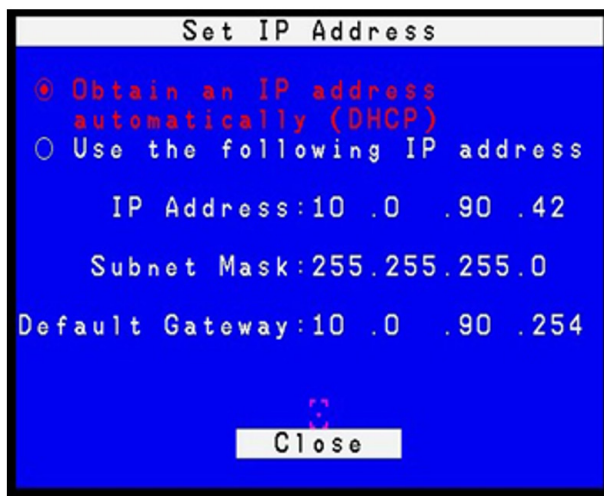 Set IP Address
Obtain an IP address
automatically (DHCP)
Use the following IP address
IP Address:10 .0 .90 .42
Subnet Mask:255.255.255.0
Default Gateway:10 .0 .90 .254
Close